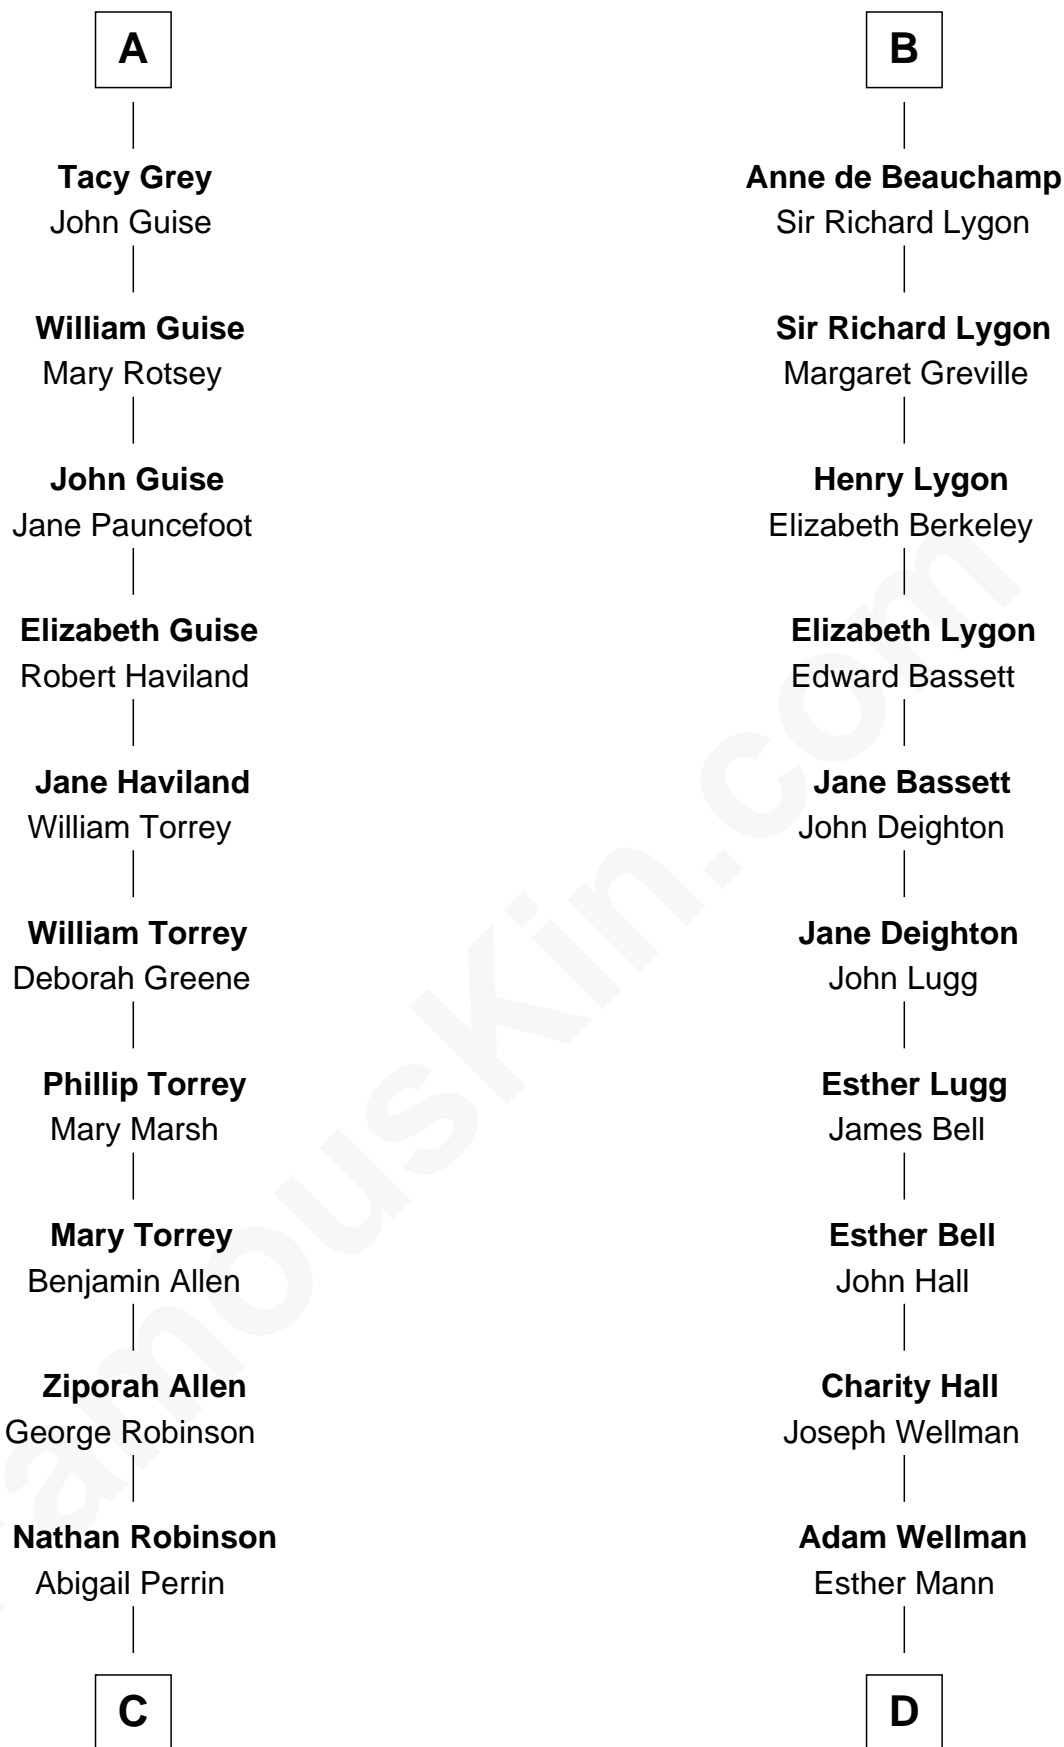 A
Tacy Grey
John Guise
William Guise
Mary Rotsey
John Guise
Jane Pauncefoot
Elizabeth Guise
Robert Haviland
Jane Haviland
William Torrey
William Torrey
Deborah Greene
Phillip Torrey
Mary Marsh
Mary Torrey
Benjamin Allen
Ziporah Allen
George Robinson
Nathan Robinson
Abigail Perrin
C
B
Anne de Beauchamp
Sir Richard Lygon
Sir Richard Lygon
Margaret Greville
Henry Lygon
Elizabeth Berkeley
Elizabeth Lygon
Edward Bassett
Jane Bassett
John Deighton
Jane Deighton
John Lugg
Esther Lugg
James Bell
Esther Bell
John Hall
Charity Hall
Joseph Wellman
Adam Wellman
Esther Mann
D
FamousKin.com